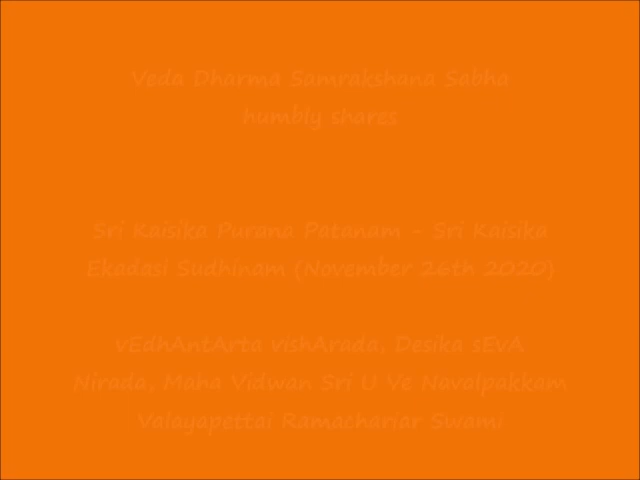 Veda Dharma Samrakshana Sabha
humbly shares
Sri Kaisika Purana Patanam - Sri Kaisika
Ekadasi Sudhinam (November 26th 2020)
vEdhAntArta vishArada, Desika sEvA
Nirada, Maha Vidwan Sri U Ve Navalpakkam
Valayapettai Ramachariar Swami